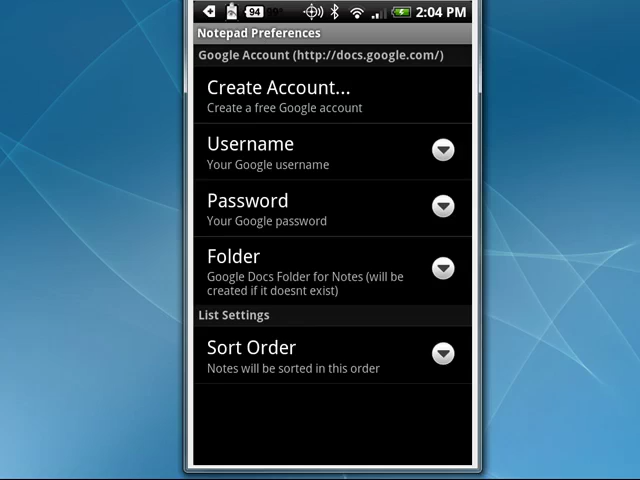 94 99° 2:04 PM
Notepad Preferences
Google Account (http://docs.google.com/)
Create Account...
Create a free Google account
Username
Your Google username
Password
Your Google password
Folder
Google Docs Folder for Notes (will be
created if it doesnt exist)
List Settings
Sort Order
Notes will be sorted in this order